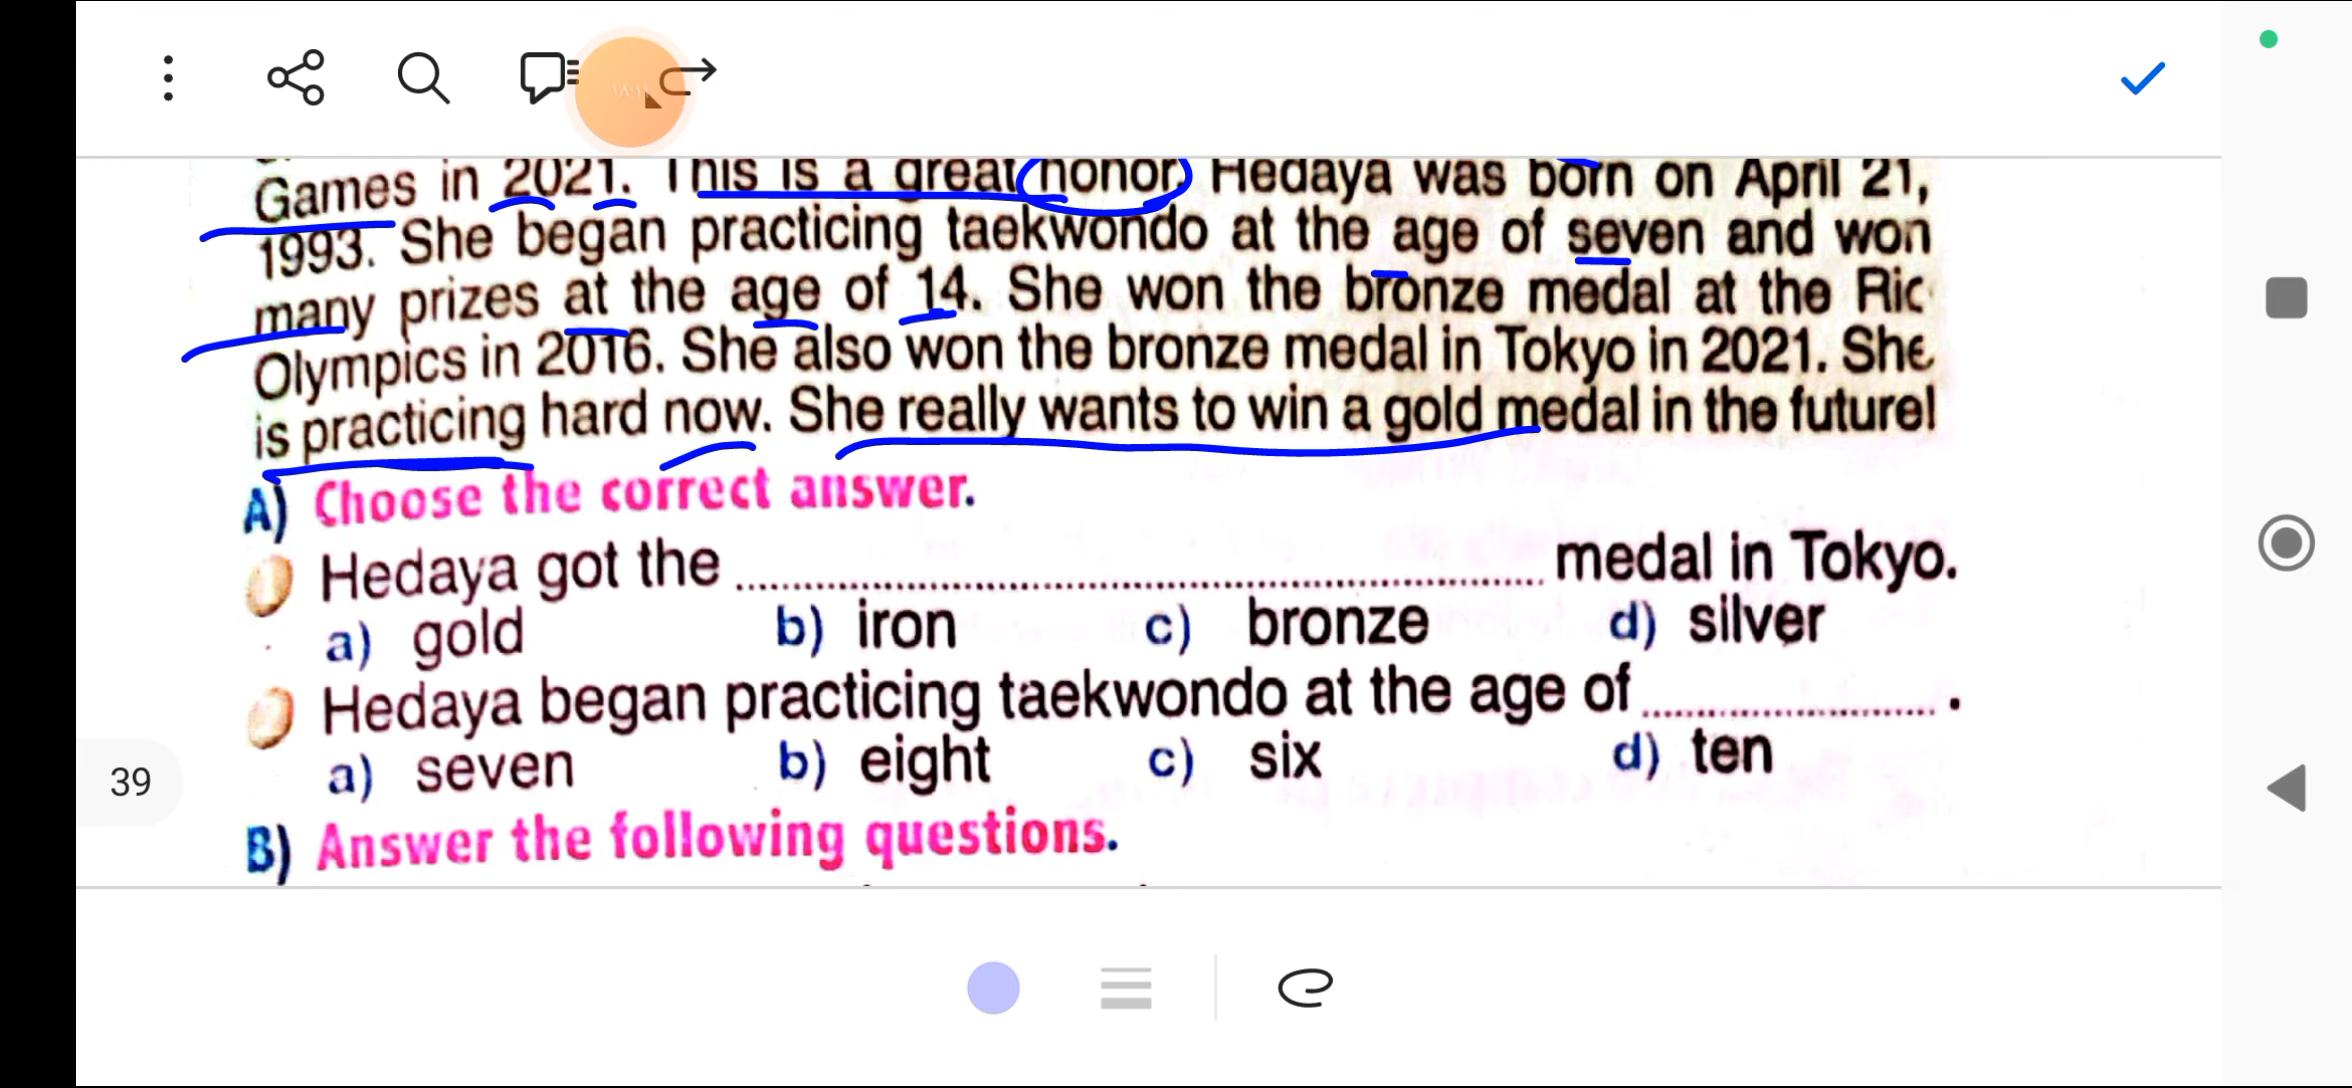 Games in 2021. This is a great honor. Hedaya was born on April 21,
1993. She began practicing taekwondo at the age of seven and won
many prizes at the age of 14. She won the bronze medal at the
Olympics in 2016. She also won the bronze medal in Tokyo in 2021. She
is practicing hard now. She really wants to win a gold medal in the future!
A) Choose the correct answer.
1 Hedaya got the ........................ medal in Tokyo.
a) gold b) iron c) bronze d) silver
Hedaya began practicing taekwondo at the age of ............ .
a) seven b) eight c) six d) ten
39
B) Answer the following questions.